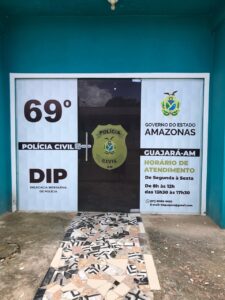 69º
POLÍCIA CIVIL
DIP
DELEGACIA INTERATIVA
DE POLÍCIA
POLÍCIA
CIVIL
GOVERNO DO ESTADO
AMAZONAS
GUAJARÁ-AM
HORÁRIO DE
ATENDIMENTO
De Segunda à Sexta
De 8h às 12h
das 13h30 às 17h30